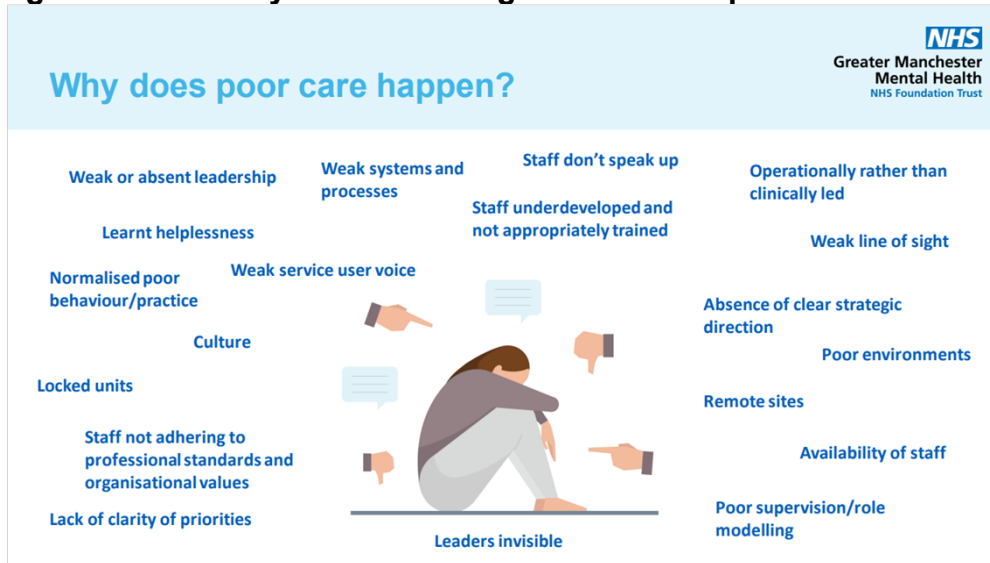 Why does poor care happen?
NHS
Greater Manchester
Mental Health
NHS Foundation Trust
Weak or absent leadership
Weak systems and
processes
Staff don’t speak up
Operationally rather than
clinically led
Learnt helplessness
Staff underdeveloped and
not appropriately trained
Weak line of sight
Normalised poor
behaviour/practice
Weak service user voice
Absence of clear strategic
direction
Culture
Poor environments
Locked units
Remote sites
Staff not adhering to
professional standards and
organisational values
Availability of staff
Lack of clarity of priorities
Poor supervision/role
modelling
Leaders invisible